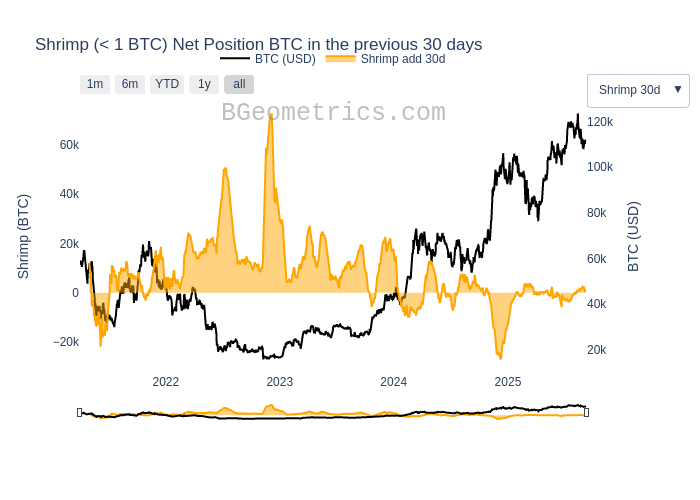 Shrimp (< 1 BTC) Net Position BTC in the previous 30 days
BTC (USD) Shrimp add 30d
1m 6m YTD 1y all
Shrimp 30d ▼
BGeometrics.com
60k
40k
20k
0
−20k
Shrimp (BTC)
120k
100k
80k
60k
40k
20k
BTC (USD)
2022 2023 2024 2025